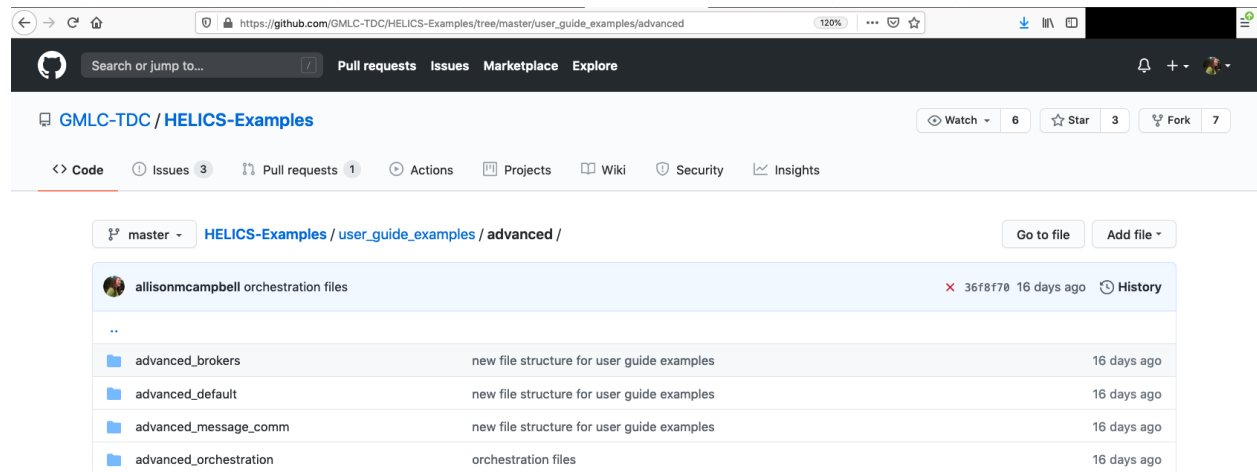 https://github.com/GMLC-TDC/HELICS-Examples/tree/master/user_guide_examples/advanced 120%
Search or jump to... / Pull requests Issues Marketplace Explore
GMLC-TDC / HELICS-Examples Watch 6 Star 3 Fork 7
<> Code Issues 3 Pull requests 1 Actions Projects Wiki Security Insights
master HELICS-Examples / user_guide_examples / advanced / Go to file Add file
allisonmcampbell orchestration files 36f8f70 16 days ago History
..
advanced_brokers new file structure for user guide examples 16 days ago
advanced_default new file structure for user guide examples 16 days ago
advanced_message_comm new file structure for user guide examples 16 days ago
advanced_orchestration orchestration files 16 days ago